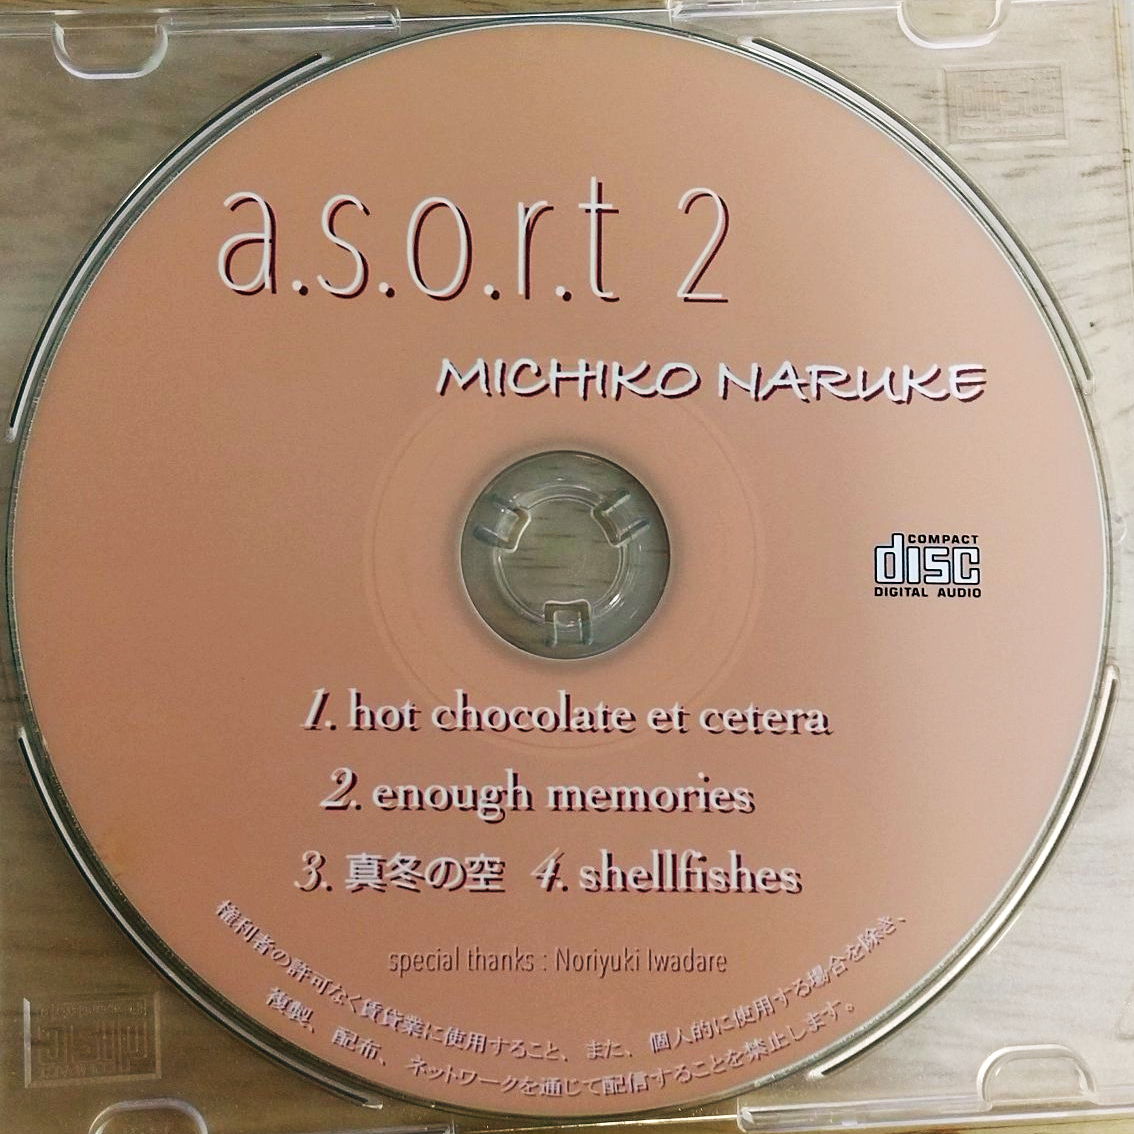 a.s.o.r.t 2
MICHIKO NARUKE
COMPACT
disc
DIGITAL AUDIO
1. hot chocolate et cetera
2. enough memories
3. 真冬の空 4. shellfishes
special thanks : Noriyuki Iwadare
権利者の許可なく賃貸業に使用すること、また、個人的に使用する場合を除き、
複製、配布、ネットワークを通じて配信することを禁止します。